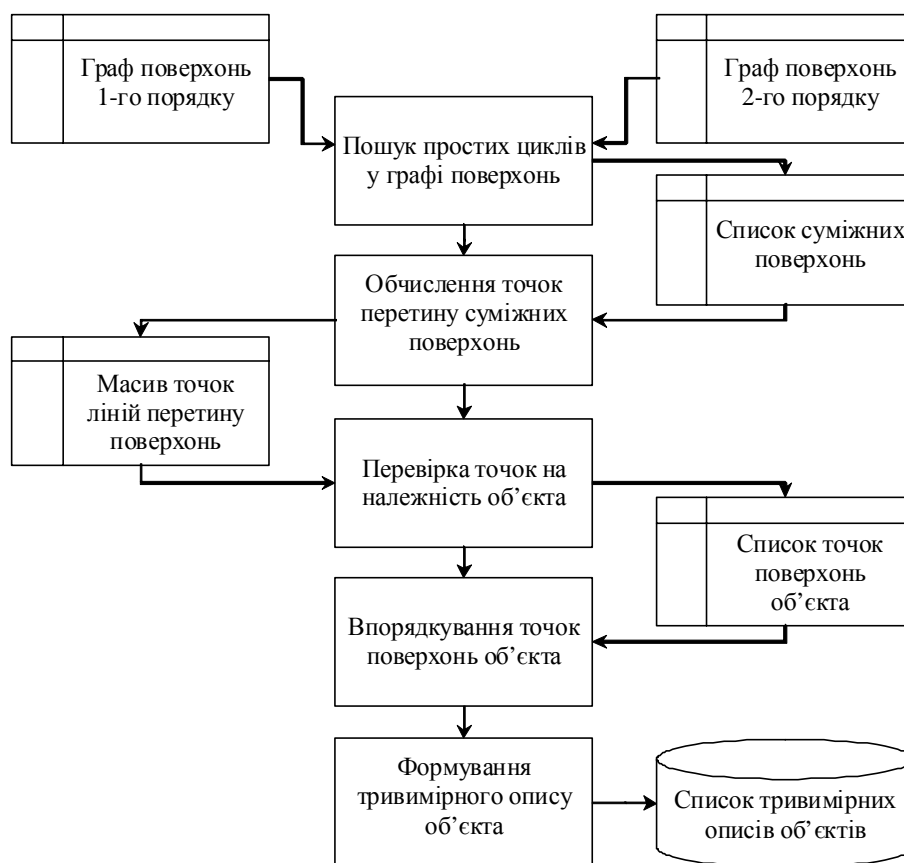 Граф поверхонь
1-го порядку
Граф поверхонь
2-го порядку
Пошук простих циклів
у графі поверхонь
Список суміжних
поверхонь
Обчислення точок
перетину суміжних
поверхонь
Масив точок
ліній перетину
поверхонь
Перевірка точок на
належність об’єкта
Список точок
поверхонь
об’єкта
Впорядкування точок
поверхонь об’єкта
Формування
тривимірного опису
об’єкта
Список тривимірних
описів об’єктів